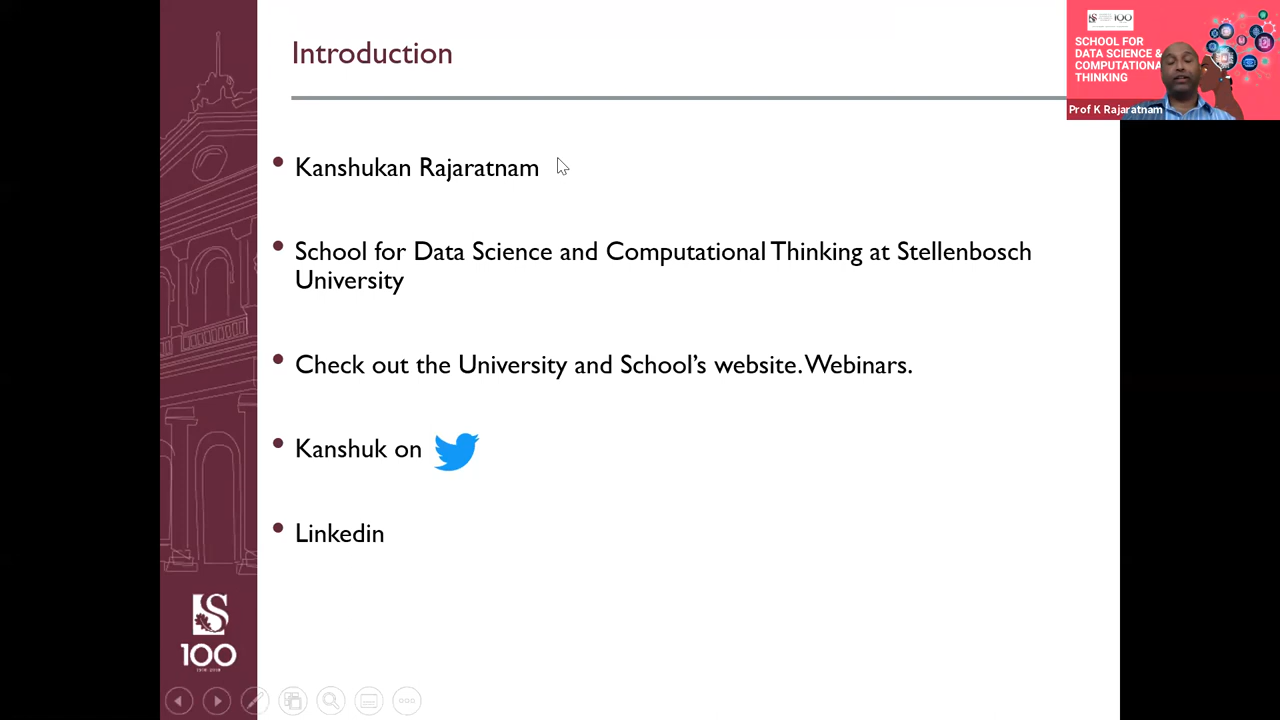 Introduction
SCHOOL FOR
DATA SCIENCE &
COMPUTATIONA
THINKING
Prof K Rajaratnam
Kanshukan Rajaratnam
School for Data Science and Computational Thinking at Stellenbosch
University
Check out the University and School's website. Webinars.
Kanshuk on
Linkedin
S
100